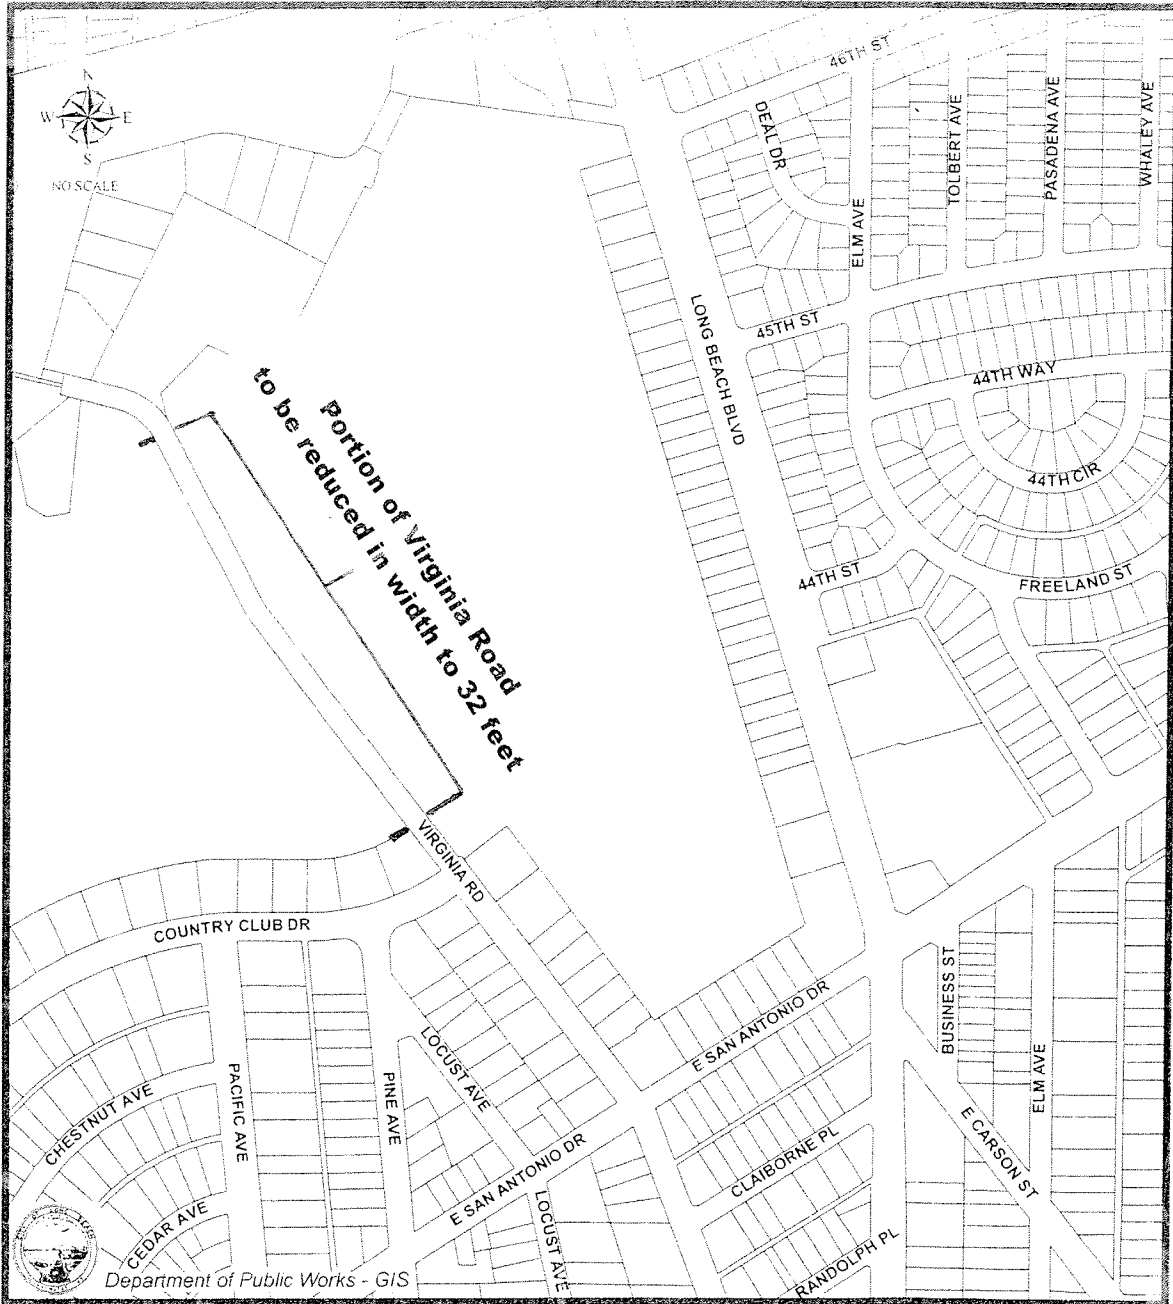 46TH ST
DEAL DR
ELM AVE
TOLBERT AVE
PASADENA AVE
WHALEY AVE
N
W E
S
NO SCALE
LONG BEACH BLVD
45TH ST
44TH WAY
44TH CIR
Portion of Virginia Road
to be reduced in width to 32 feet
44TH ST
FREELAND ST
VIRGINIA RD
COUNTRY CLUB DR
BUSINESS ST
E SAN ANTONIO DR
LOCUST AVE
PINE AVE
PACIFIC AVE
CHESTNUT AVE
ELM AVE
E CARSON ST
CLAIBORNE PL
E SAN ANTONIO DR
LOCUST AVE
CEDAR AVE
RANDOLPH PL
Department of Public Works - GIS